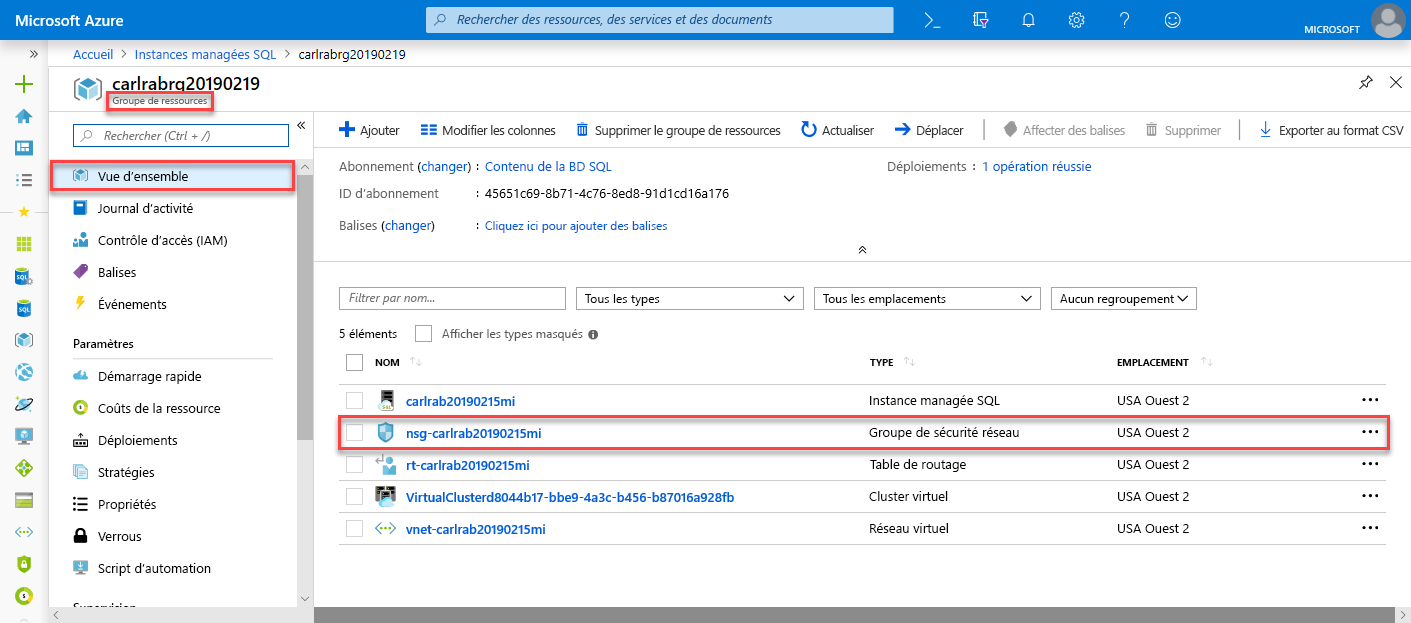 Microsoft Azure
Rechercher des ressources, des services et des documents
MICROSOFT
Accueil > Instances managées SQL > carlrabrg20190219
carlrabrg20190219
Groupe de ressources
Rechercher (Ctrl + /)
Ajouter Modifier les colonnes Supprimer le groupe de ressources Actualiser Déplacer Affecter des balises Supprimer Exporter au format CSV
Vue d'ensemble
Journal d'activité
Contrôle d'accès (IAM)
Balises
Événements
Paramètres
Démarrage rapide
Coûts de la ressource
Déploiements
Stratégies
Propriétés
Verrous
Script d'automation
Supervision
Abonnement (changer) : Contenu de la BD SQL
Déploiements : 1 opération réussie
ID d'abonnement : 45651c69-8b71-4c76-8ed8-91d1cd16a176
Balises (changer) : Cliquez ici pour ajouter des balises
Filtrer par nom... Tous les types Tous les emplacements Aucun regroupement
5 éléments Afficher les types masqués
NOM TYPE EMPLACEMENT
carlrab20190215mi Instance managée SQL USA Ouest 2
nsg-carlrab20190215mi Groupe de sécurité réseau USA Ouest 2
rt-carlrab20190215mi Table de routage USA Ouest 2
VirtualClusterd8044b17-bbe9-4a3c-b456-b87016a928fb Cluster virtuel USA Ouest 2
vnet-carlrab20190215mi Réseau virtuel USA Ouest 2